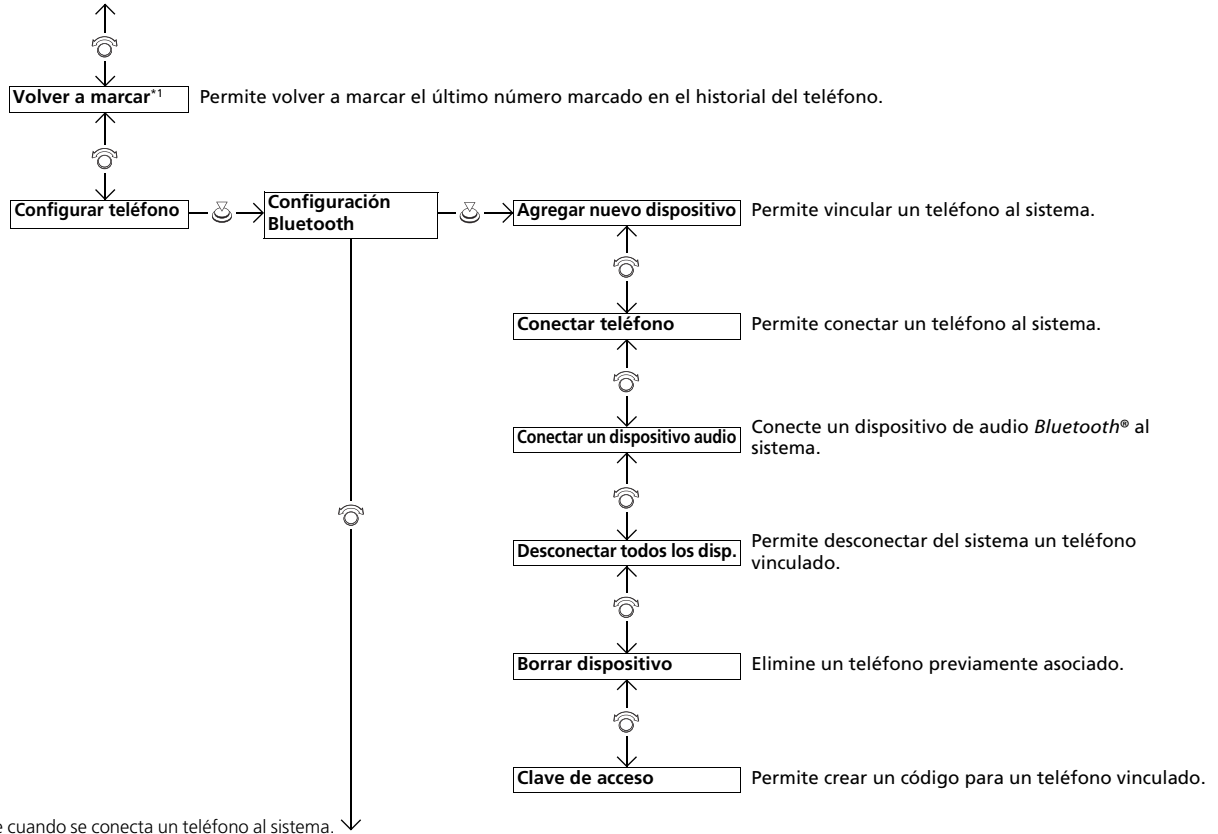 Volver a marcar*1
Permite volver a marcar el último número marcado en el historial del teléfono.
Configurar teléfono
Configuración
Bluetooth
Agregar nuevo dispositivo
Permite vincular un teléfono al sistema.
Conectar teléfono
Permite conectar un teléfono al sistema.
Conectar un dispositivo audio
Conecte un dispositivo de audio Bluetooth® al
sistema.
Desconectar todos los disp.
Permite desconectar del sistema un teléfono
vinculado.
Borrar dispositivo
Elimine un teléfono previamente asociado.
Clave de acceso
Permite crear un código para un teléfono vinculado.
e cuando se conecta un teléfono al sistema.